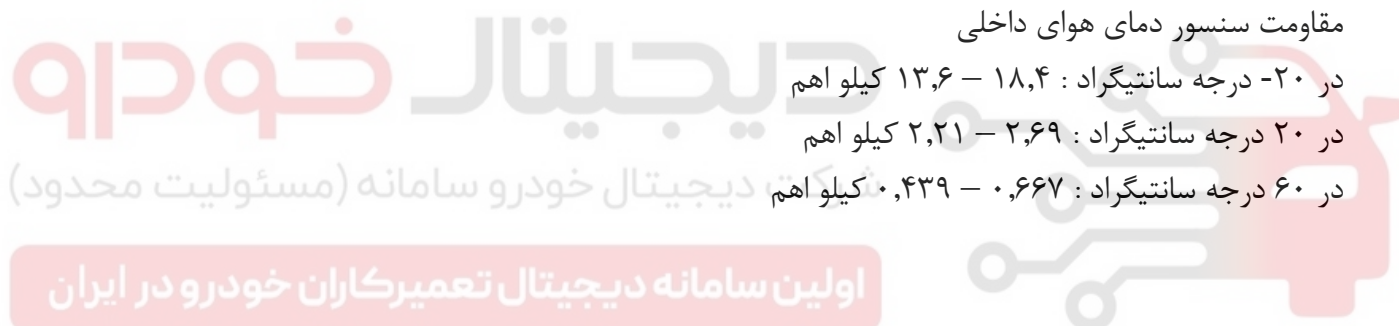 مقاومت سنسور دمای هوای داخلی
در ۲۰- درجه سانتیگراد : ۱۸,۴ – ۱۳,۶ کیلو اهم
در ۲۰ درجه سانتیگراد : ۲,۶۹ – ۲,۲۱ کیلو اهم
در ۶۰ درجه سانتیگراد : ۰,۶۶۷ – ۰,۴۳۹ کیلو اهم
دیجیتال خودرو
شرکت دیجیتال خودرو سامانه (مسئولیت محدود)
اولین سامانه دیجیتال تعمیرکاران خودرو در ایران